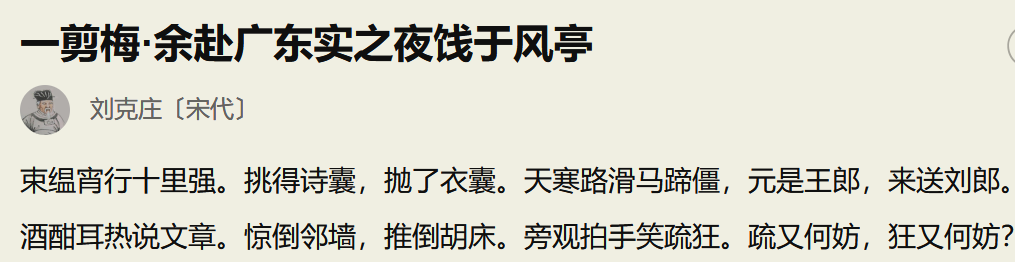 一剪梅·余赴广东实之夜饯于风亭
刘克庄〔宋代〕
束缊宵行十里强。挑得诗囊，抛了衣囊。天寒路滑马蹄僵，元是王郎，来送刘郎。
酒酣耳热说文章。惊倒邻墙，推倒胡床。旁观拍手笑疏狂。疏又何妨，狂又何妨？